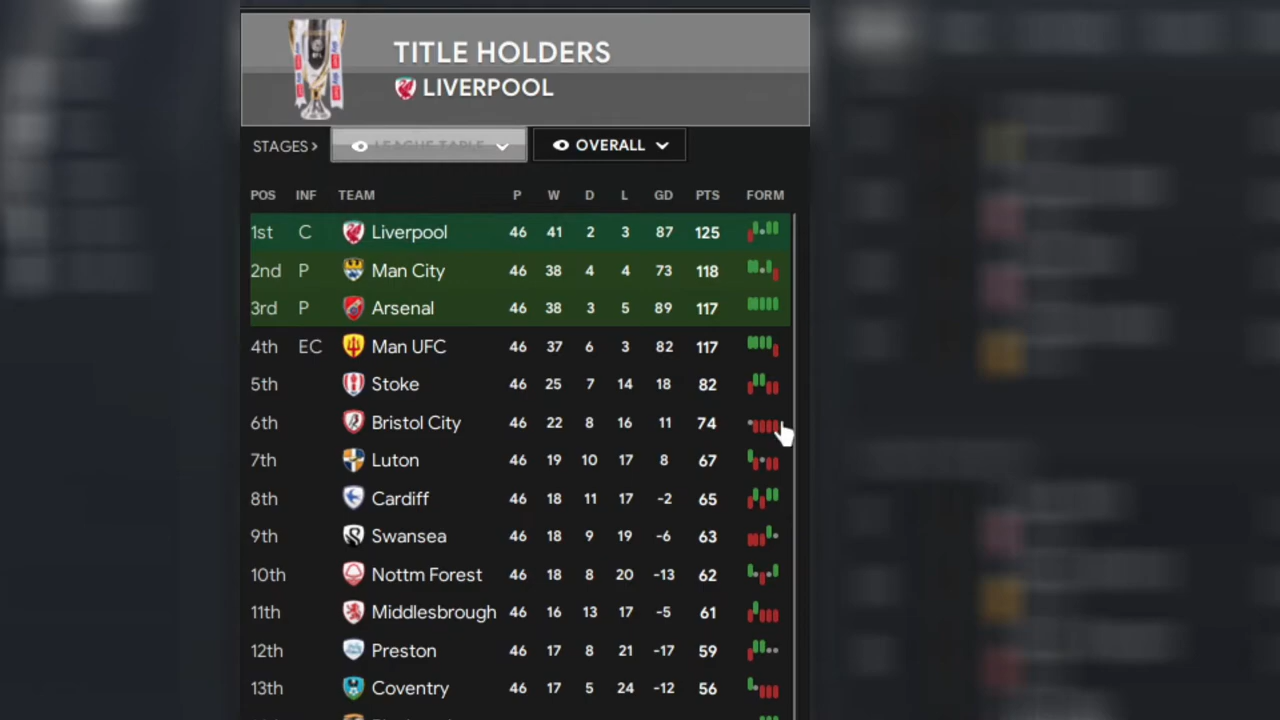 TITLE HOLDERS
LIVERPOOL
STAGES> LEAGUE TABLE OVERALL
POS INF TEAM P W D L GD PTS FORM
1st C Liverpool 46 41 2 3 87 125
2nd P Man City 46 38 4 4 73 118
3rd P Arsenal 46 38 3 5 89 117
4th EC Man UFC 46 37 6 3 82 117
5th Stoke 46 25 7 14 18 82
6th Bristol City 46 22 8 16 11 74
7th Luton 46 19 10 17 8 67
8th Cardiff 46 18 11 17 -2 65
9th Swansea 46 18 9 19 -6 63
10th Nottm Forest 46 18 8 20 -13 62
11th Middlesbrough 46 16 13 17 -5 61
12th Preston 46 17 8 21 -17 59
13th Coventry 46 17 5 24 -12 56